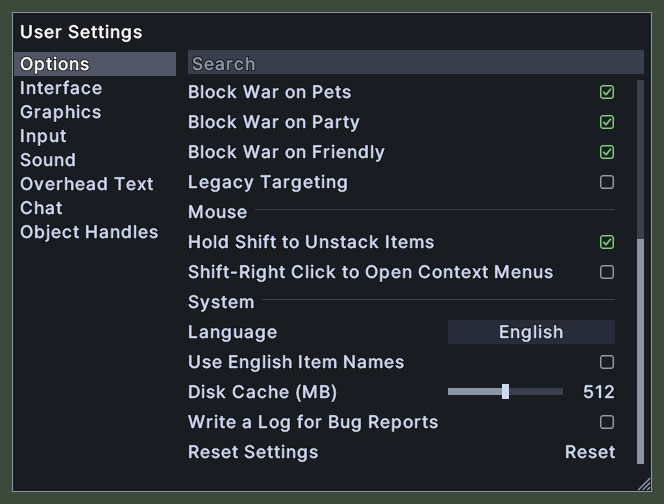 User Settings
Options
Interface
Graphics
Input
Sound
Overhead Text
Chat
Object Handles
Search
Block War on Pets
Block War on Party
Block War on Friendly
Legacy Targeting
Mouse
Hold Shift to Unstack Items
Shift-Right Click to Open Context Menus
System
Language English
Use English Item Names
Disk Cache (MB) 512
Write a Log for Bug Reports
Reset Settings Reset